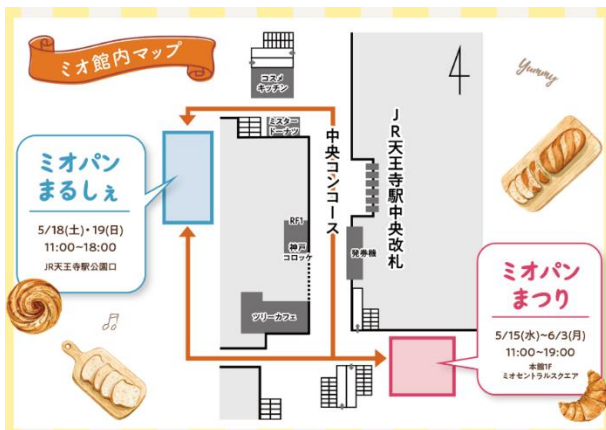 ミオ館内マップ
コスメ
キッチン
Yummy
ミスター
ドーナツ
中央コンコース
JR天王寺駅中央改札
ミオパン
まるしぇ
5/18(土)・19(日)
11:00~18:00
JR天王寺駅公園口
RF1
神戸
コロッケ
発券機
ツリーカフェ
ミオパン
まつり
5/15(水)~6/3(月)
11:00~19:00
本館1F
ミオセントラルスクエア